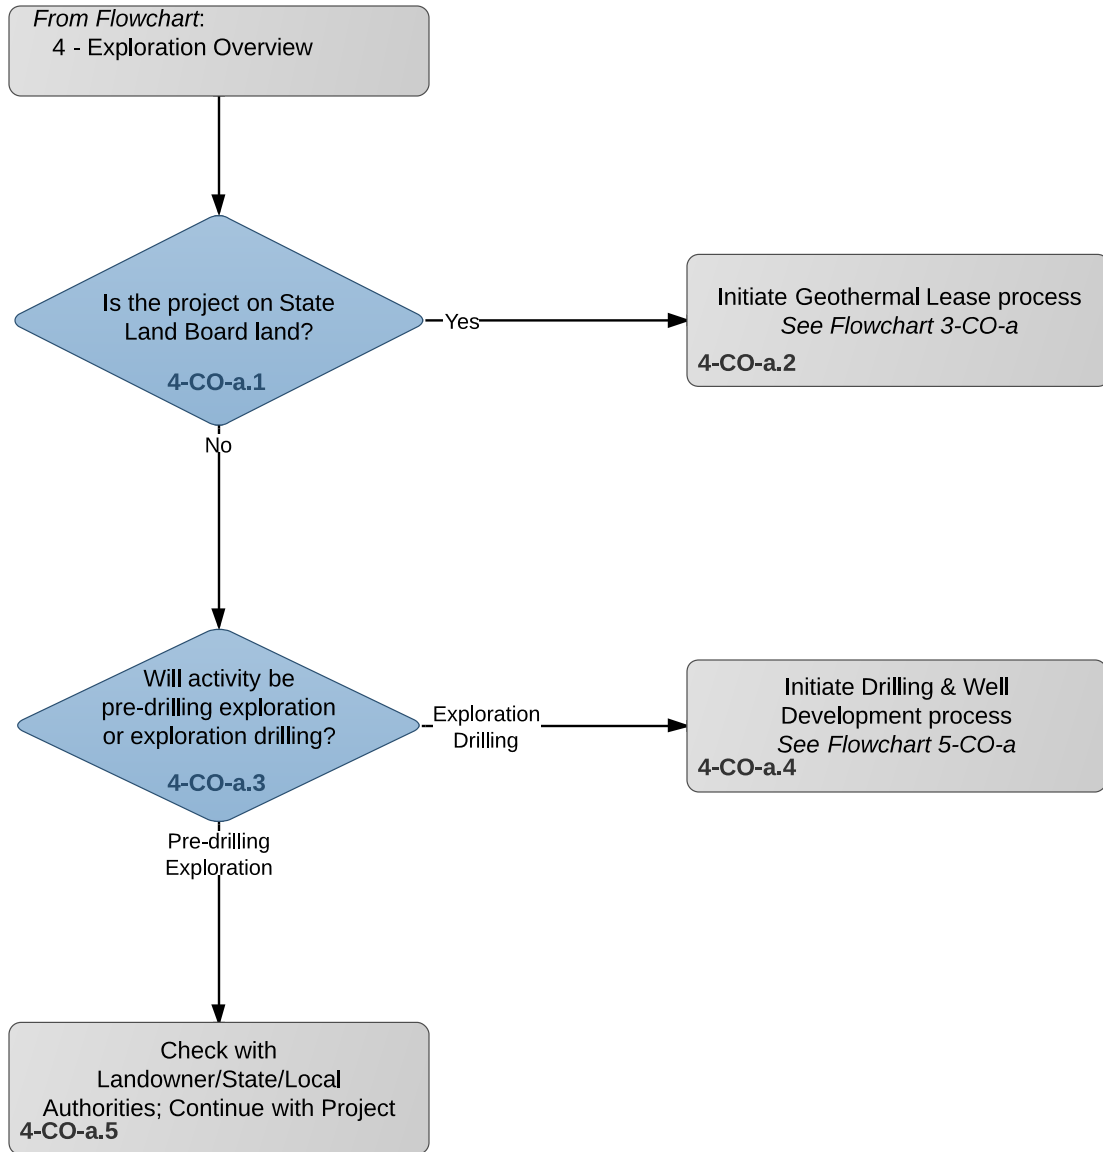 From Flowchart:
4 - Exploration Overview
Is the project on State
Land Board land?
4-CO-a.1
Yes
Initiate Geothermal Lease process
See Flowchart 3-CO-a
4-CO-a.2
No
Will activity be
pre-drilling exploration
or exploration drilling?
4-CO-a.3
Exploration
Drilling
Initiate Drilling & Well
Development process
See Flowchart 5-CO-a
4-CO-a.4
Pre-drilling
Exploration
Check with
Landowner/State/Local
Authorities; Continue with Project
4-CO-a.5